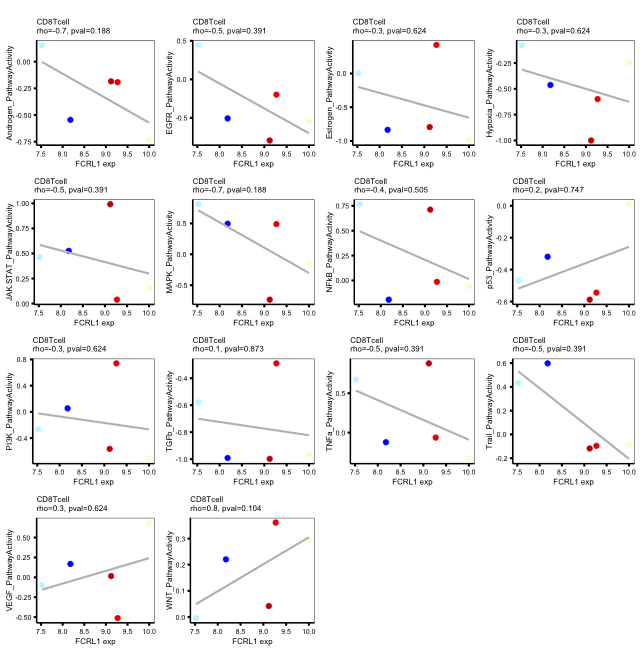 CD8Tcell
rho=-0.7, pval=0.188
Androgen_PathwayActivity
0.00
-0.25
-0.50
-0.75
7.5 8.0 8.5 9.0 9.5 10.0
FCRL1 exp
CD8Tcell
rho=-0.5, pval=0.391
EGFR_PathwayActivity
0.5
0.0
-0.5
7.5 8.0 8.5 9.0 9.5 10.0
FCRL1 exp
CD8Tcell
rho=-0.3, pval=0.624
Estrogen_PathwayActivity
0.0
-0.5
-1.0
7.5 8.0 8.5 9.0 9.5 10.0
FCRL1 exp
CD8Tcell
rho=-0.3, pval=0.624
Hypoxia_PathwayActivity
-0.25
-0.50
-0.75
-1.00
7.5 8.0 8.5 9.0 9.5 10.0
FCRL1 exp
CD8Tcell
rho=-0.5, pval=0.391
JAK.STAT_PathwayActivity
1.00
0.75
0.50
0.25
0.00
7.5 8.0 8.5 9.0 9.5 10.0
FCRL1 exp
CD8Tcell
rho=-0.7, pval=0.188
MAPK_PathwayActivity
0.5
0.0
-0.5
7.5 8.0 8.5 9.0 9.5 10.0
FCRL1 exp
CD8Tcell
rho=-0.4, pval=0.505
NFkB_PathwayActivity
0.75
0.50
0.25
0.00
7.5 8.0 8.5 9.0 9.5 10.0
FCRL1 exp
CD8Tcell
rho=0.2, pval=0.747
p53_PathwayActivity
0.0
-0.2
-0.4
-0.6
7.5 8.0 8.5 9.0 9.5 10.0
FCRL1 exp
CD8Tcell
rho=-0.3, pval=0.624
PI3K_PathwayActivity
0.8
0.4
0.0
-0.4
7.5 8.0 8.5 9.0 9.5 10.0
FCRL1 exp
CD8Tcell
rho=0.1, pval=0.873
TGFb_PathwayActivity
-0.4
-0.6
-0.8
-1.0
7.5 8.0 8.5 9.0 9.5 10.0
FCRL1 exp
CD8Tcell
rho=-0.5, pval=0.391
TNFa_PathwayActivity
0.5
0.0
7.5 8.0 8.5 9.0 9.5 10.0
FCRL1 exp
CD8Tcell
rho=-0.5, pval=0.391
Trail_PathwayActivity
0.6
0.4
0.2
0.0
-0.2
7.5 8.0 8.5 9.0 9.5 10.0
FCRL1 exp
CD8Tcell
rho=0.3, pval=0.624
VEGF_PathwayActivity
0.50
0.25
0.00
-0.25
-0.50
7.5 8.0 8.5 9.0 9.5 10.0
FCRL1 exp
CD8Tcell
rho=0.8, pval=0.104
WNT_PathwayActivity
0.3
0.2
0.1
0.0
7.5 8.0 8.5 9.0 9.5 10.0
FCRL1 exp